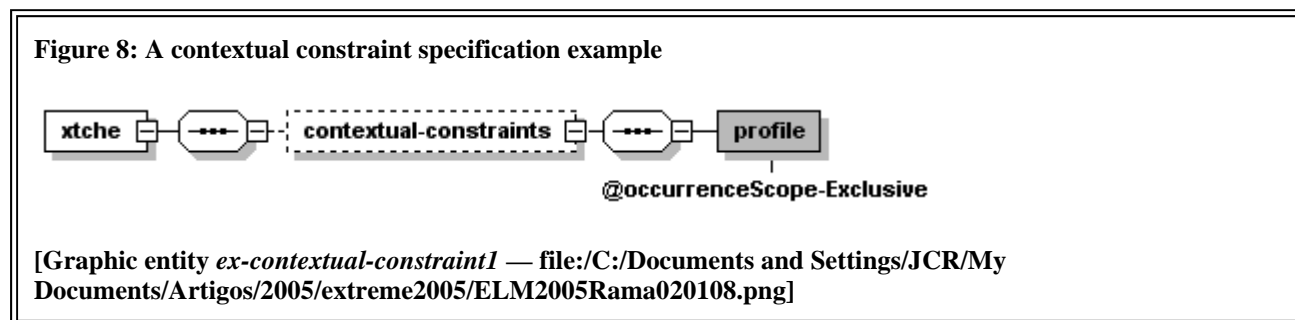 Figure 8: A contextual constraint specification example
xtche contextual-constraints profile
@occurrenceScope-Exclusive
[Graphic entity ex-contextual-constraint1 — file:/C:/Documents and Settings/JCR/My
Documents/Artigos/2005/extreme2005/ELM2005Rama020108.png]